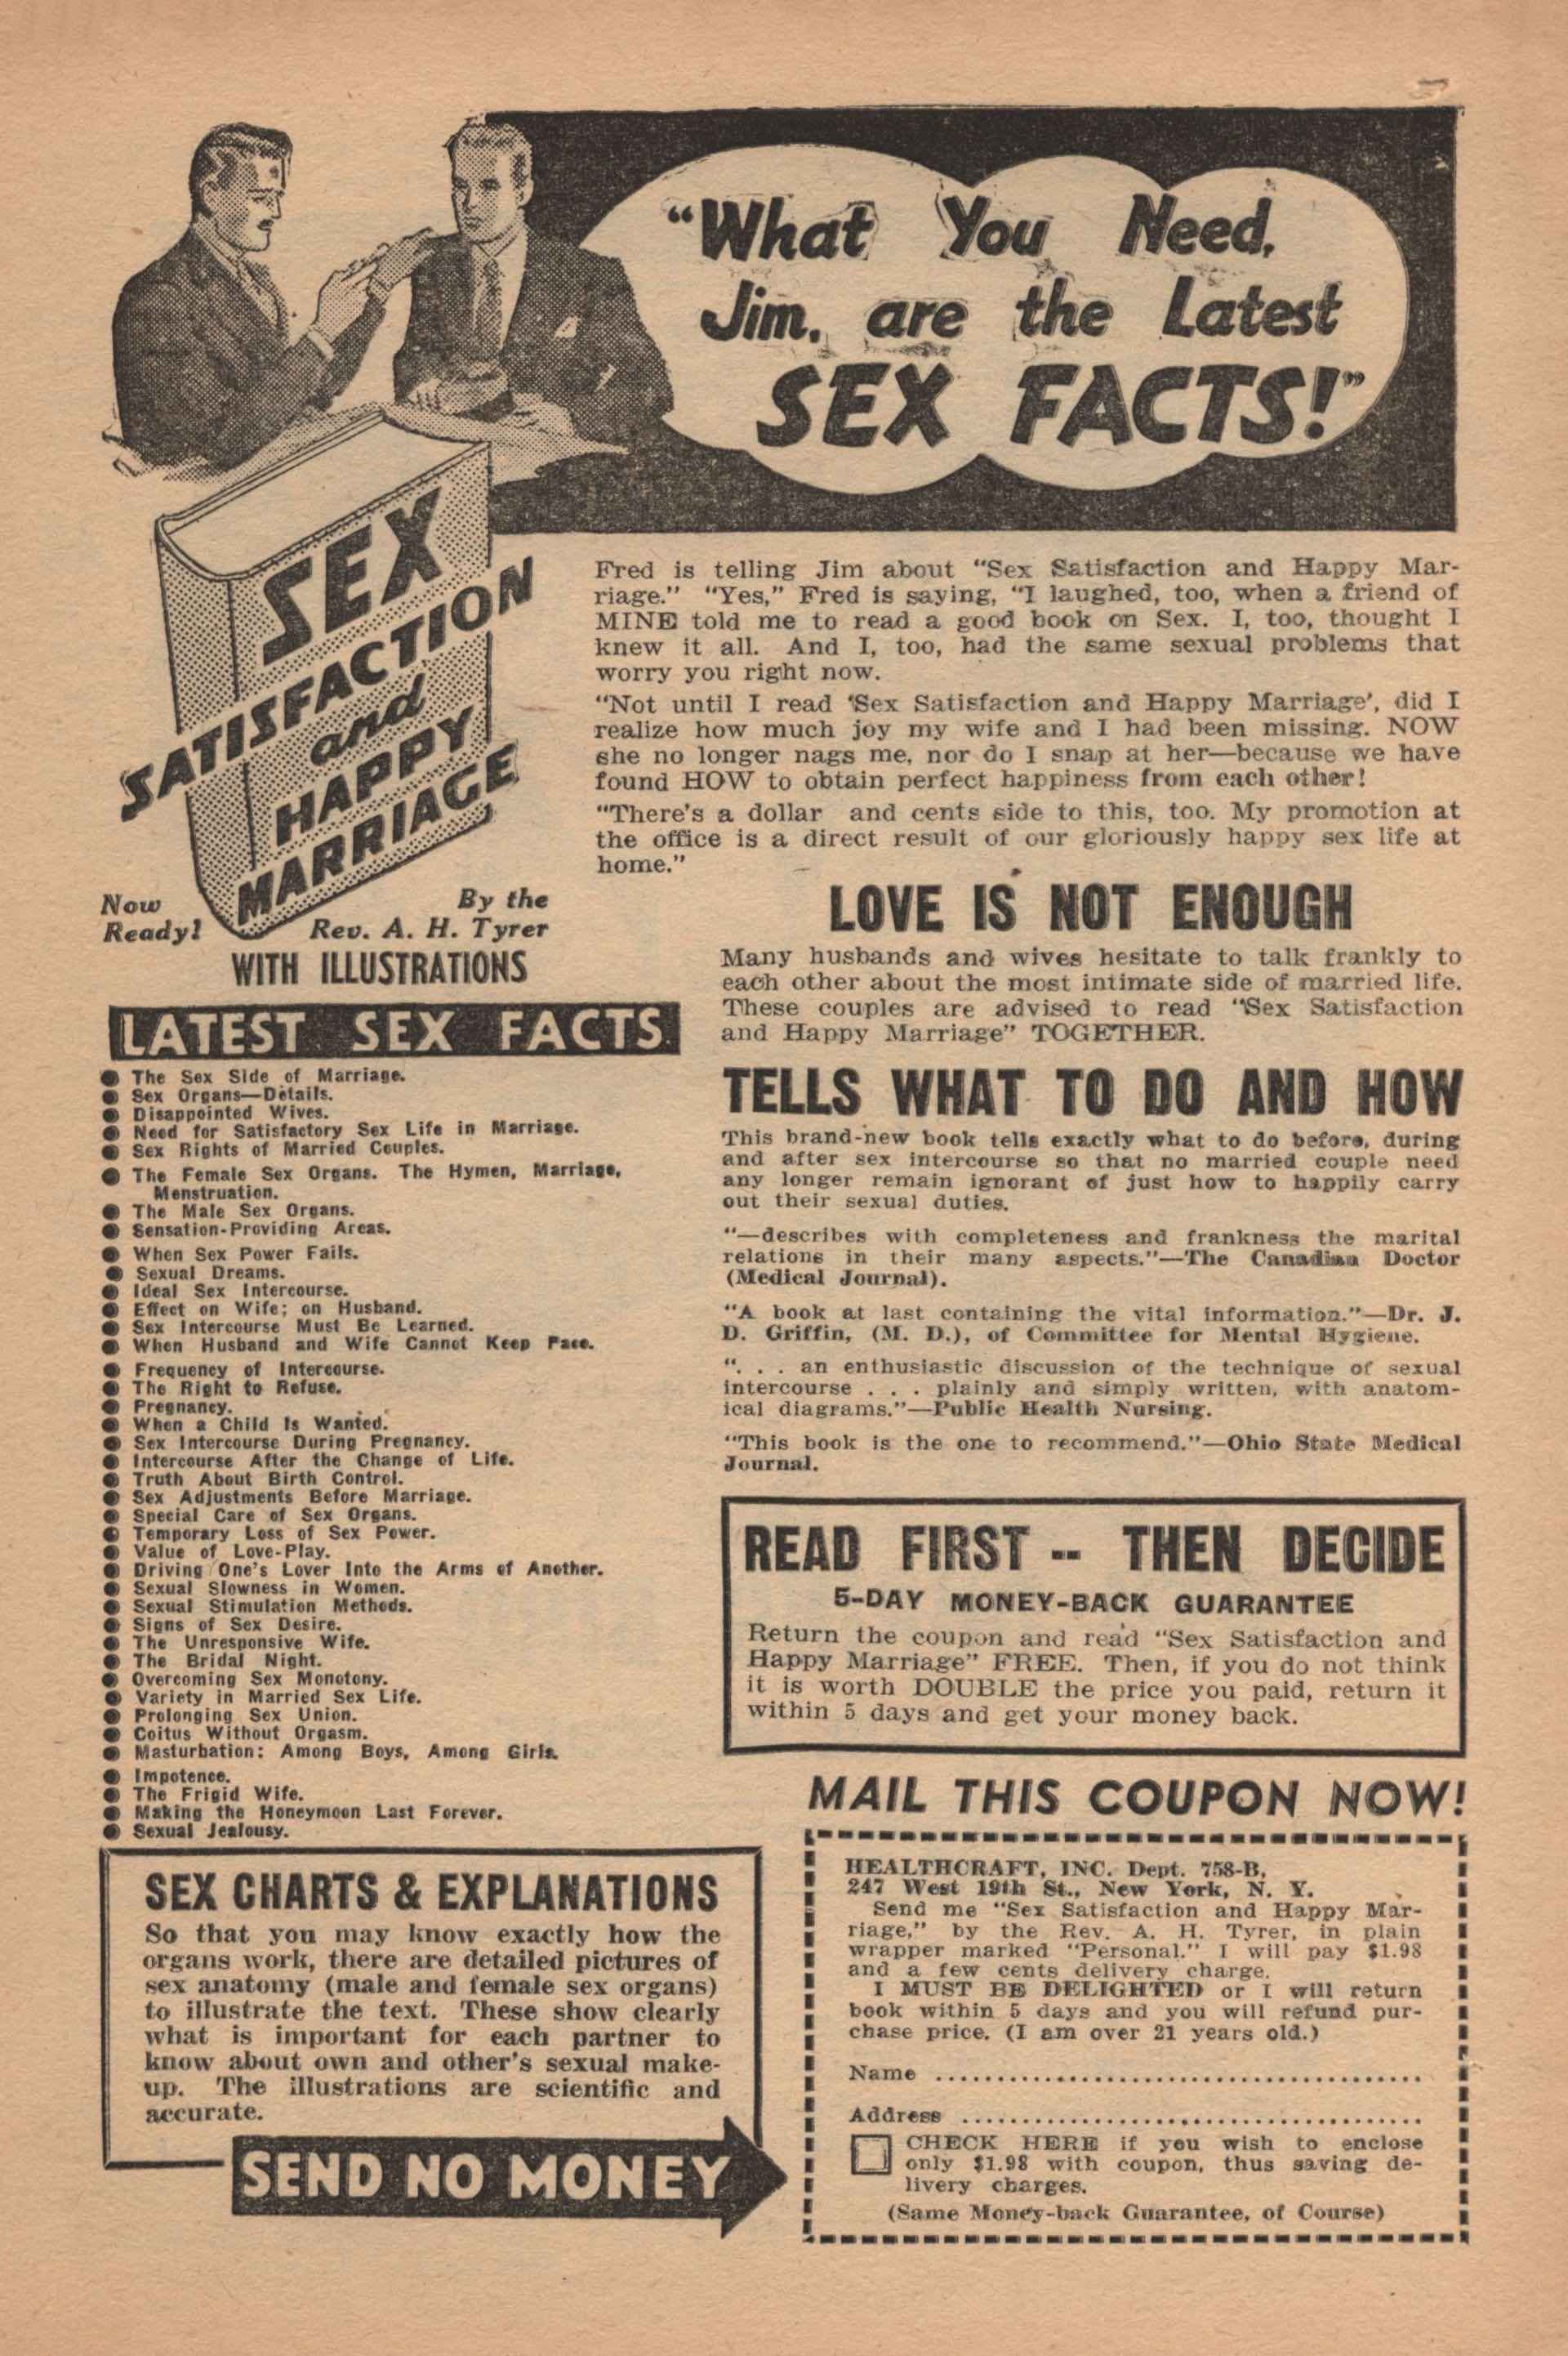 “What You Need,
Jim, are the Latest
SEX FACTS!”
SEX
SATISFACTION
and
HAPPY
MARRIAGE
Now
Ready!
By the
Rev. A. H. Tyrer
WITH ILLUSTRATIONS
Fred is telling Jim about “Sex Satisfaction and Happy Mar-
riage.” “Yes,” Fred is saying, “I laughed, too, when a friend of
MINE told me to read a good book on Sex. I, too, thought I
knew it all. And I, too, had the same sexual problems that
worry you right now.
“Not until I read ‘Sex Satisfaction and Happy Marriage’, did I
realize how much joy my wife and I had been missing. NOW
she no longer nags me, nor do I snap at her—because we have
found HOW to obtain perfect happiness from each other!
“There’s a dollar and cents side to this, too. My promotion at
the office is a direct result of our gloriously happy sex life at
home.”
LATEST SEX FACTS
● The Sex Side of Marriage.
● Sex Organs—Details.
● Disappointed Wives.
● Need for Satisfactory Sex Life in Marriage.
● Sex Rights of Married Couples.
● The Female Sex Organs. The Hymen, Marriage,
Menstruation.
● The Male Sex Organs.
● Sensation-Providing Areas.
● When Sex Power Fails.
● Sexual Dreams.
● Ideal Sex Intercourse.
● Effect on Wife; on Husband.
● Sex Intercourse Must Be Learned.
● When Husband and Wife Cannot Keep Pace.
● Frequency of Intercourse.
● The Right to Refuse.
● Pregnancy.
● When a Child Is Wanted.
● Sex Intercourse During Pregnancy.
● Intercourse After the Change of Life.
● Truth About Birth Control.
● Sex Adjustments Before Marriage.
● Special Care of Sex Organs.
● Temporary Loss of Sex Power.
● Value of Love-Play.
● Driving One’s Lover Into the Arms of Another.
● Sexual Slowness in Women.
● Sexual Stimulation Methods.
● Signs of Sex Desire.
● The Unresponsive Wife.
● The Bridal Night.
● Overcoming Sex Monotony.
● Variety in Married Sex Life.
● Prolonging Sex Union.
● Coitus Without Orgasm.
● Masturbation: Among Boys, Among Girls.
● Impotence.
● The Frigid Wife.
● Making the Honeymoon Last Forever.
● Sexual Jealousy.
SEX CHARTS & EXPLANATIONS
So that you may know exactly how the
organs work, there are detailed pictures of
sex anatomy (male and female sex organs)
to illustrate the text. These show clearly
what is important for each partner to
know about own and other’s sexual make-
up. The illustrations are scientific and
accurate.
SEND NO MONEY
LOVE IS NOT ENOUGH
Many husbands and wives hesitate to talk frankly to
each other about the most intimate side of married life.
These couples are advised to read “Sex Satisfaction
and Happy Marriage” TOGETHER.
TELLS WHAT TO DO AND HOW
This brand-new book tells exactly what to do before, during
and after sex intercourse so that no married couple need
any longer remain ignorant of just how to happily carry
out their sexual duties.
“—describes with completeness and frankness the marital
relations in their many aspects.”—The Canadian Doctor
(Medical Journal).
“A book at last containing the vital information.”—Dr. J.
D. Griffin, (M. D.), of Committee for Mental Hygiene.
“. . . an enthusiastic discussion of the technique of sexual
intercourse . . . plainly and simply written, with anatom-
ical diagrams.”—Public Health Nursing.
“This book is the one to recommend.”—Ohio State Medical
Journal.
READ FIRST -- THEN DECIDE
5-DAY MONEY-BACK GUARANTEE
Return the coupon and read “Sex Satisfaction and
Happy Marriage” FREE. Then, if you do not think
it is worth DOUBLE the price you paid, return it
within 5 days and get your money back.
MAIL THIS COUPON NOW!
HEALTHCRAFT, INC. Dept. 758-B,
247 West 19th St., New York, N. Y.
Send me “Sex Satisfaction and Happy Mar-
riage,” by the Rev. A. H. Tyrer, in plain
wrapper marked “Personal.” I will pay $1.98
and a few cents delivery charge.
I MUST BE DELIGHTED or I will return
book within 5 days and you will refund pur-
chase price. (I am over 21 years old.)
Name ........................................
Address ......................................
CHECK HERE if you wish to enclose
only $1.98 with coupon, thus saving de-
livery charges.
(Same Money-back Guarantee, of Course)